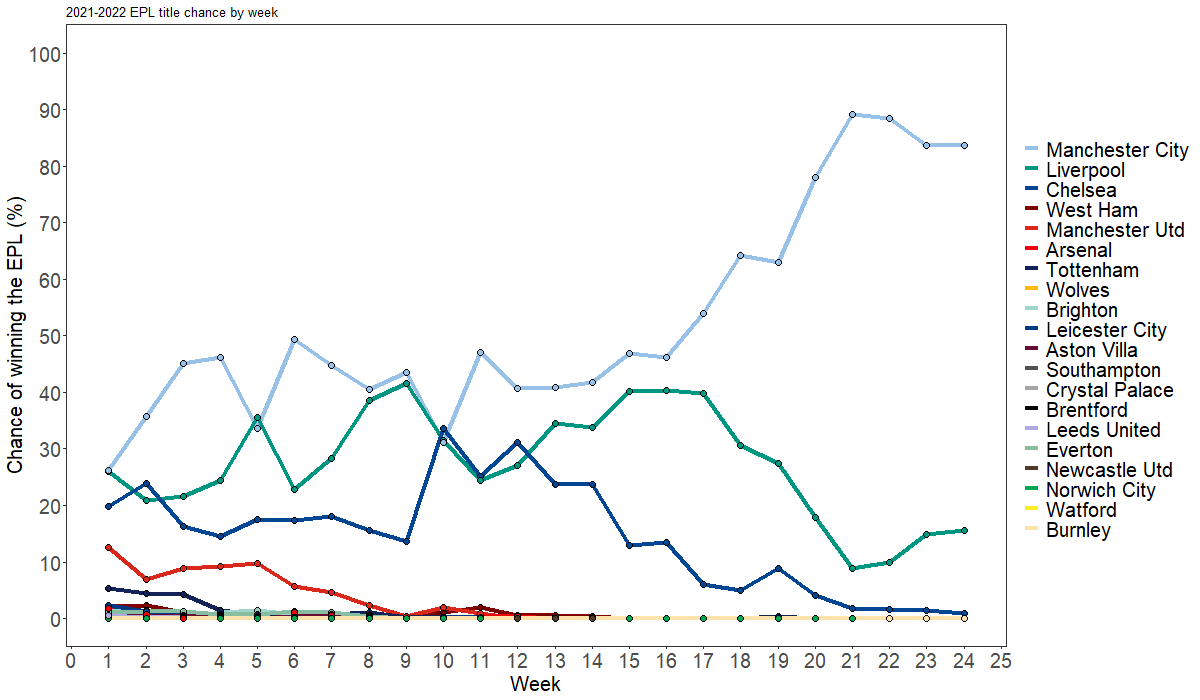 2021-2022 EPL title chance by week
Chance of winning the EPL (%)
100
90
80
70
60
50
40
30
20
10
0
0 1 2 3 4 5 6 7 8 9 10 11 12 13 14 15 16 17 18 19 20 21 22 23 24 25
Week
Manchester City
Liverpool
Chelsea
West Ham
Manchester Utd
Arsenal
Tottenham
Wolves
Brighton
Leicester City
Aston Villa
Southampton
Crystal Palace
Brentford
Leeds United
Everton
Newcastle Utd
Norwich City
Watford
Burnley